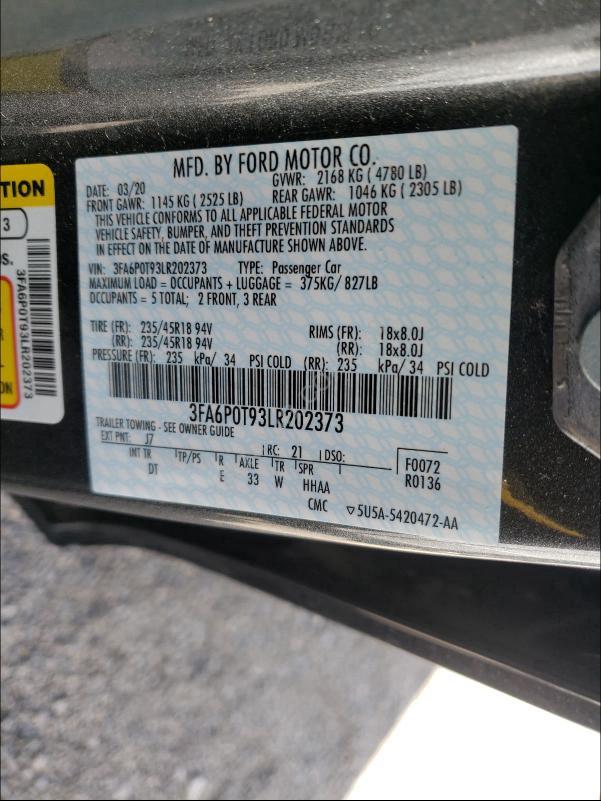 MFD. BY FORD MOTOR CO.
DATE: 03/20 GVWR: 2168 KG ( 4780 LB)
FRONT GAWR: 1145 KG ( 2525 LB) REAR GAWR: 1046 KG ( 2305 LB)
THIS VEHICLE CONFORMS TO ALL APPLICABLE FEDERAL MOTOR
VEHICLE SAFETY, BUMPER, AND THEFT PREVENTION STANDARDS
IN EFFECT ON THE DATE OF MANUFACTURE SHOWN ABOVE.
VIN: 3FA6P0T93LR202373 TYPE: Passenger Car
MAXIMUM LOAD = OCCUPANTS + LUGGAGE = 375KG/ 827LB
OCCUPANTS = 5 TOTAL; 2 FRONT, 3 REAR
TIRE (FR): 235/45R18 94V RIMS (FR): 18x8.0J
(RR): 235/45R18 94V (RR): 18x8.0J
PRESSURE (FR): 235 kPa/ 34 PSI COLD (RR): 235 kPa/ 34 PSI COLD
3FA6P0T93LR202373
TRAILER TOWING - SEE OWNER GUIDE
EXT PNT: J7 RC: 21 DSO:
INT TR TP/PS R AXLE TR SPR
DT E 33 W HHAA
F0072
R0136
CMC ▽5U5A-5420472-AA
TION
3
BS.
3FA6P0T93LR202373
ON